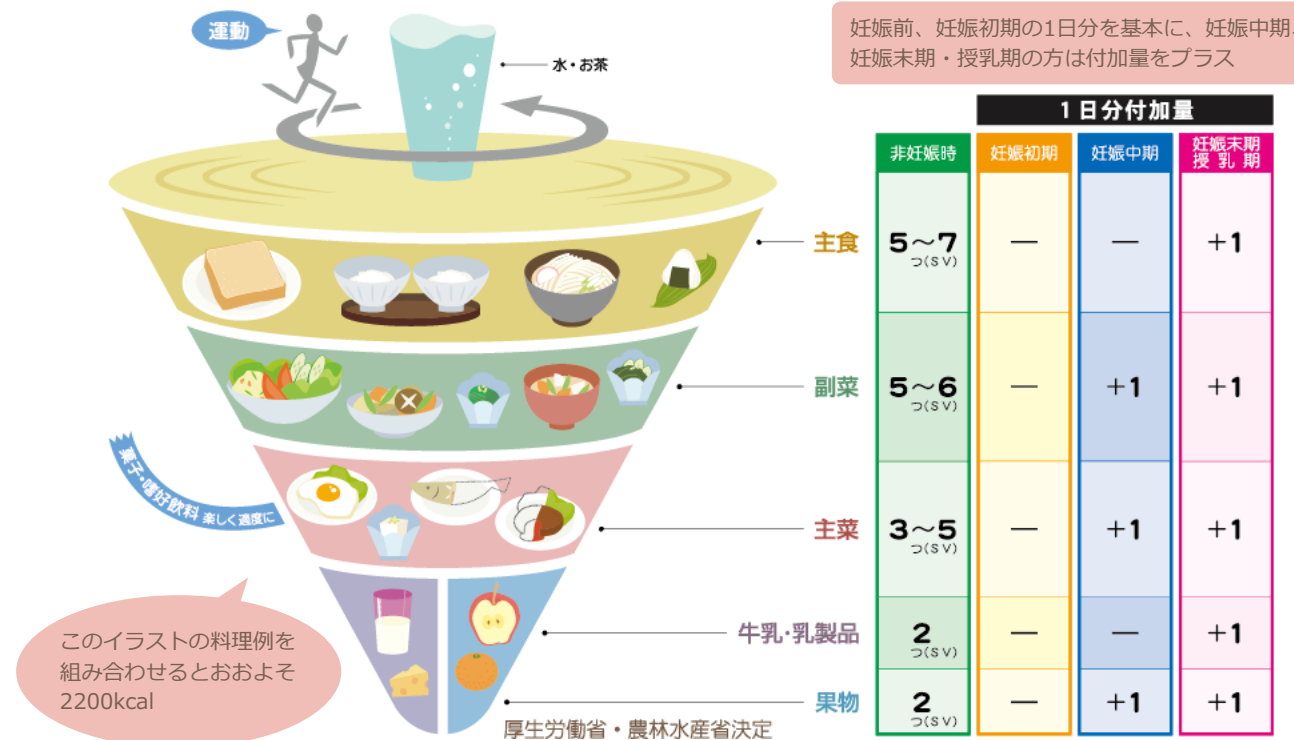 運動
水・お茶
妊娠前、妊娠初期の1日分を基本に、妊娠中期、
妊娠末期・授乳期の方は付加量をプラス
1日分付加量
非妊娠時
妊娠初期
妊娠中期
妊娠末期
授乳期
主食
5～7
つ(SV)
—
—
+1
副菜
5～6
つ(SV)
—
+1
+1
主菜
3～5
つ(SV)
—
+1
+1
牛乳・乳製品
2
つ(SV)
—
—
+1
果物
2
つ(SV)
—
+1
+1
菓子・嗜好飲料 楽しく適度に
このイラストの料理例を
組み合わせるとおおよそ
2200kcal
厚生労働省・農林水産省決定